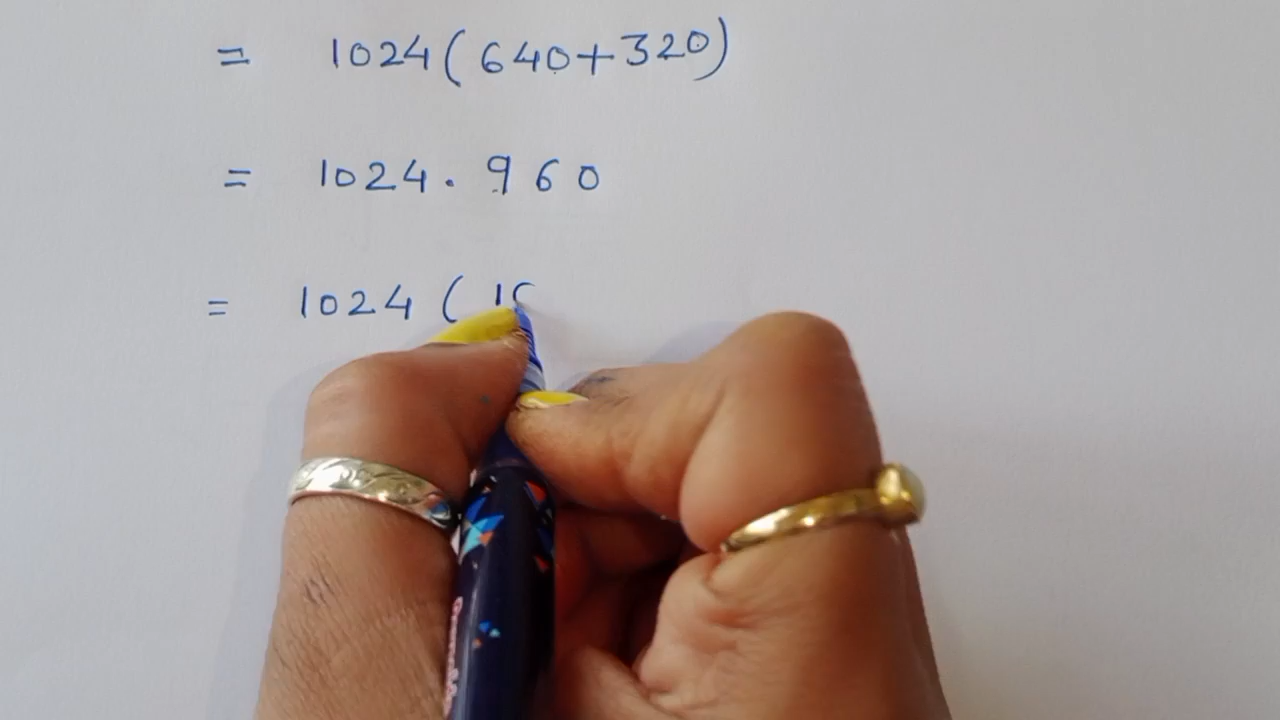 = 1024(640+320)
= 1024.960
= 1024 (1